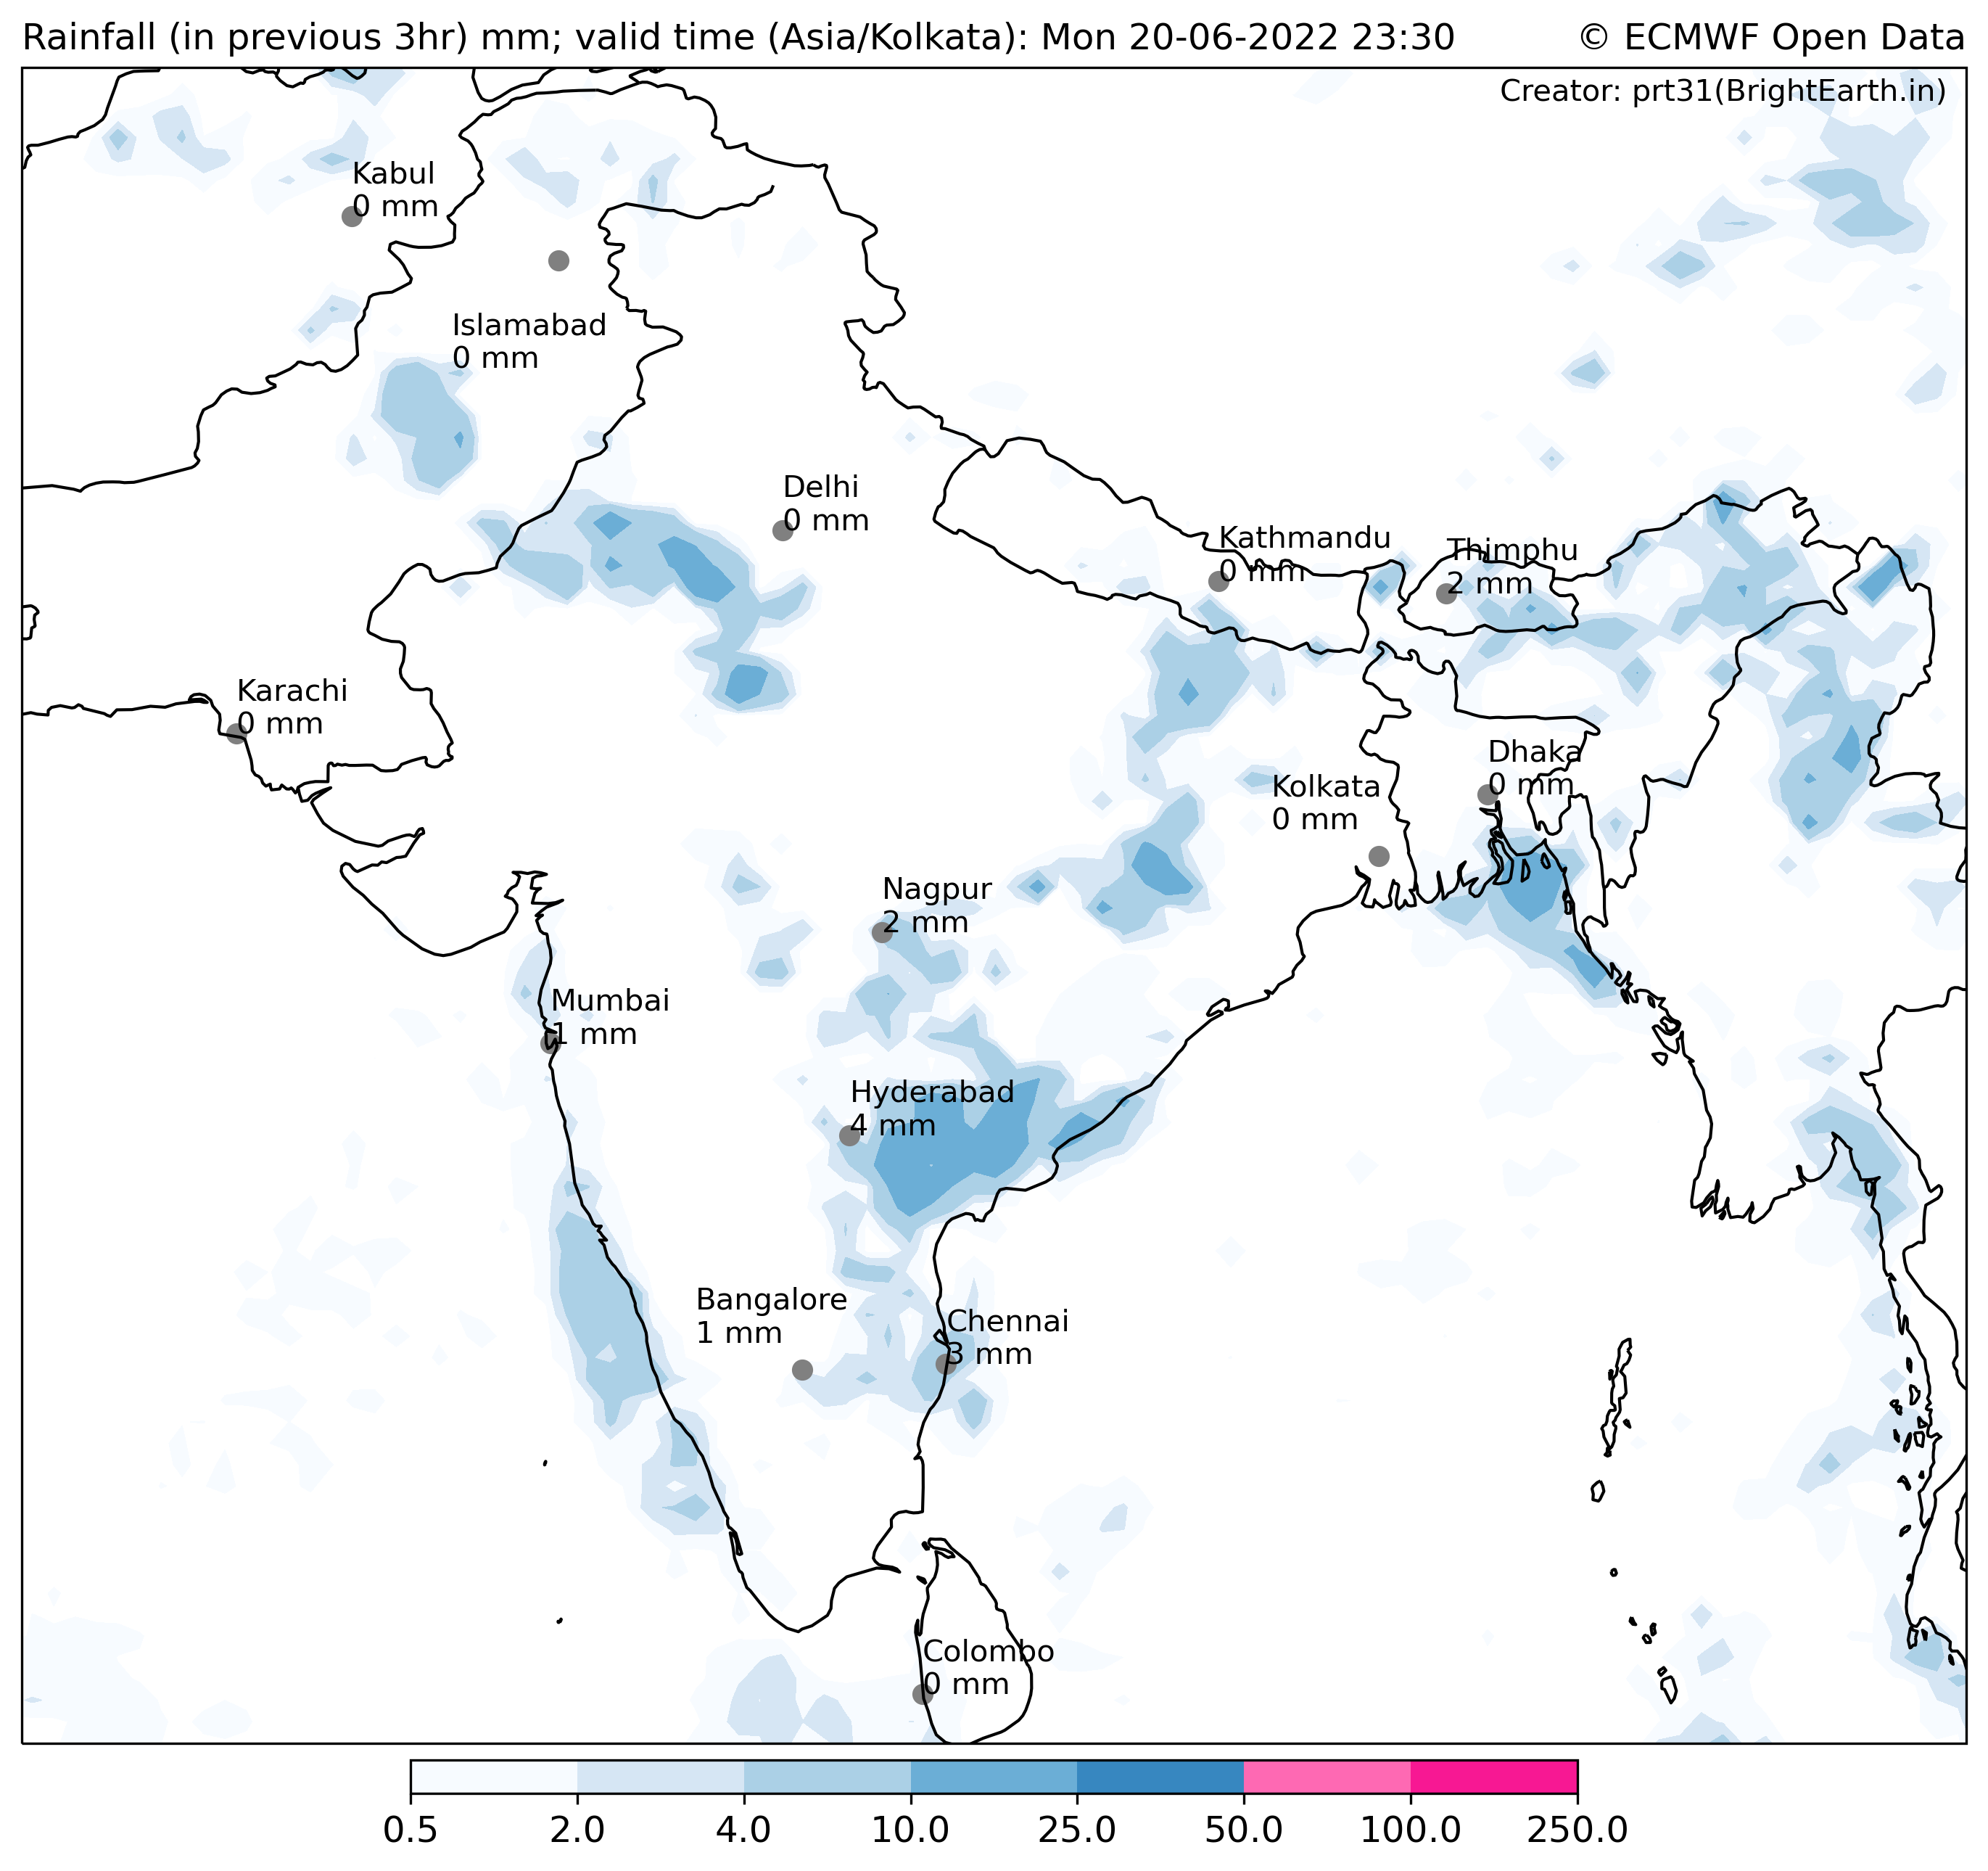 Rainfall (in previous 3hr) mm; valid time (Asia/Kolkata): Mon 20-06-2022 23:30
© ECMWF Open Data
Creator: prt31(BrightEarth.in)
Kabul
0 mm
Islamabad
0 mm
Delhi
0 mm
Kathmandu
0 mm
Thimphu
2 mm
Karachi
0 mm
Dhaka
0 mm
Kolkata
0 mm
Nagpur
2 mm
Mumbai
1 mm
Hyderabad
4 mm
Bangalore
1 mm
Chennai
3 mm
Colombo
0 mm
0.5 2.0 4.0 10.0 25.0 50.0 100.0 250.0